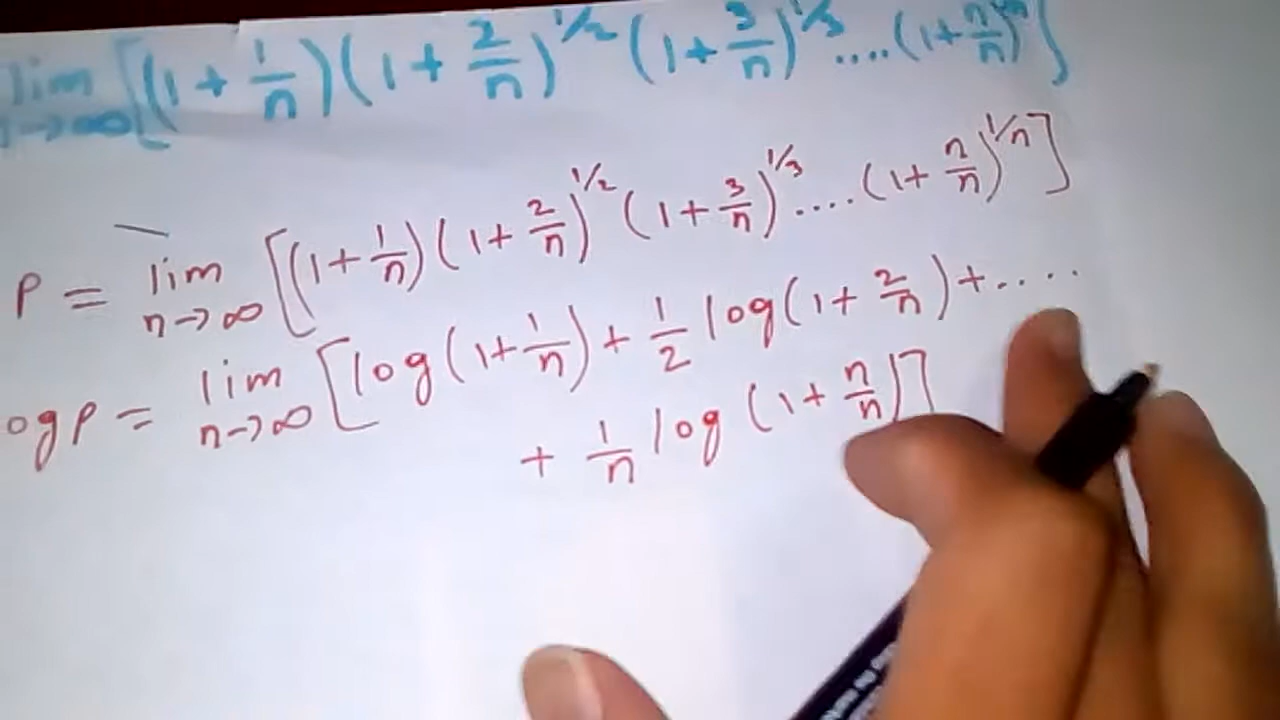 lim n→∞ [(1 + 1/n)(1 + 2/n)^1/2 (1 + 3/n)^1/3 .... (1 + n/n)^1/n]
P = lim n→∞ [(1 + 1/n)(1 + 2/n)^1/2 (1 + 3/n)^1/3 .... (1 + n/n)^1/n]
og P = lim n→∞ [log(1 + 1/n) + 1/2 log(1 + 2/n) + ....
+ 1/n log(1 + n/n)]